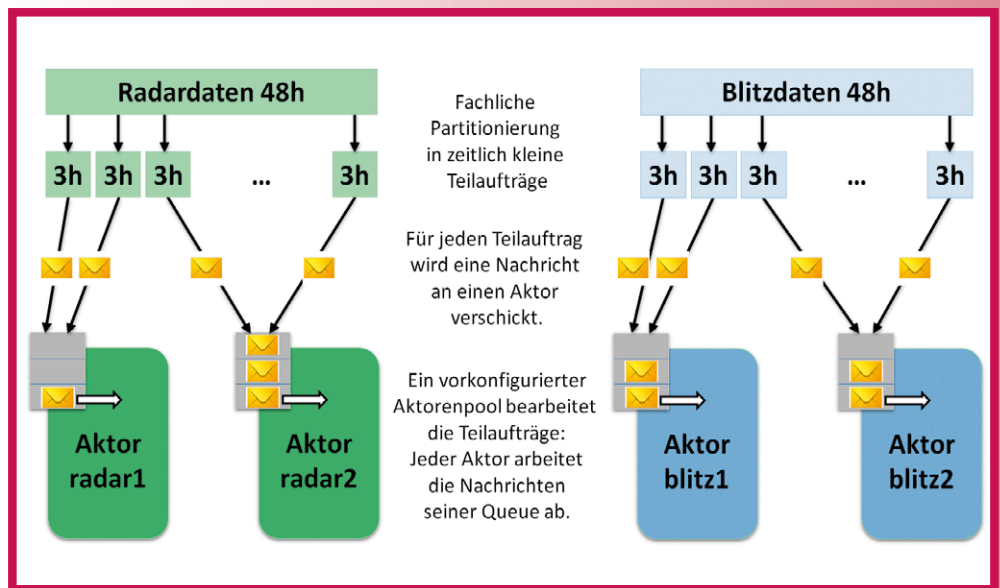 Radardaten 48h
3h 3h 3h ... 3h
Fachliche
Partitionierung
in zeitlich kleine
Teilaufträge
Blitzdaten 48h
3h 3h 3h ... 3h
Für jeden Teilauftrag
wird eine Nachricht
an einen Aktor
verschickt.
Ein vorkonfigurierter
Aktorenpool bearbeitet
die Teilaufträge:
Jeder Aktor arbeitet
die Nachrichten
seiner Queue ab.
Aktor
radar1
Aktor
radar2
Aktor
blitz1
Aktor
blitz2